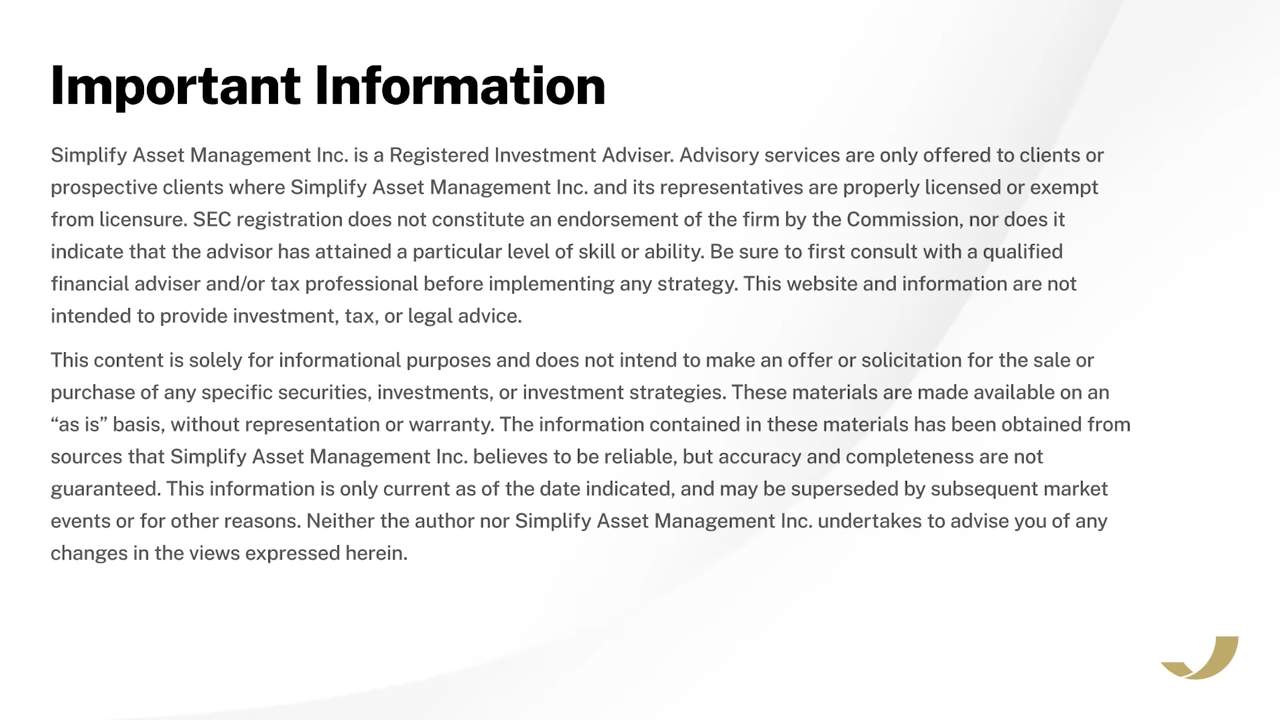 Important Information
Simplify Asset Management Inc. is a Registered Investment Adviser. Advisory services are only offered to clients or
prospective clients where Simplify Asset Management Inc. and its representatives are properly licensed or exempt
from licensure. SEC registration does not constitute an endorsement of the firm by the Commission, nor does it
indicate that the advisor has attained a particular level of skill or ability. Be sure to first consult with a qualified
financial adviser and/or tax professional before implementing any strategy. This website and information are not
intended to provide investment, tax, or legal advice.
This content is solely for informational purposes and does not intend to make an offer or solicitation for the sale or
purchase of any specific securities, investments, or investment strategies. These materials are made available on an
“as is” basis, without representation or warranty. The information contained in these materials has been obtained from
sources that Simplify Asset Management Inc. believes to be reliable, but accuracy and completeness are not
guaranteed. This information is only current as of the date indicated, and may be superseded by subsequent market
events or for other reasons. Neither the author nor Simplify Asset Management Inc. undertakes to advise you of any
changes in the views expressed herein.